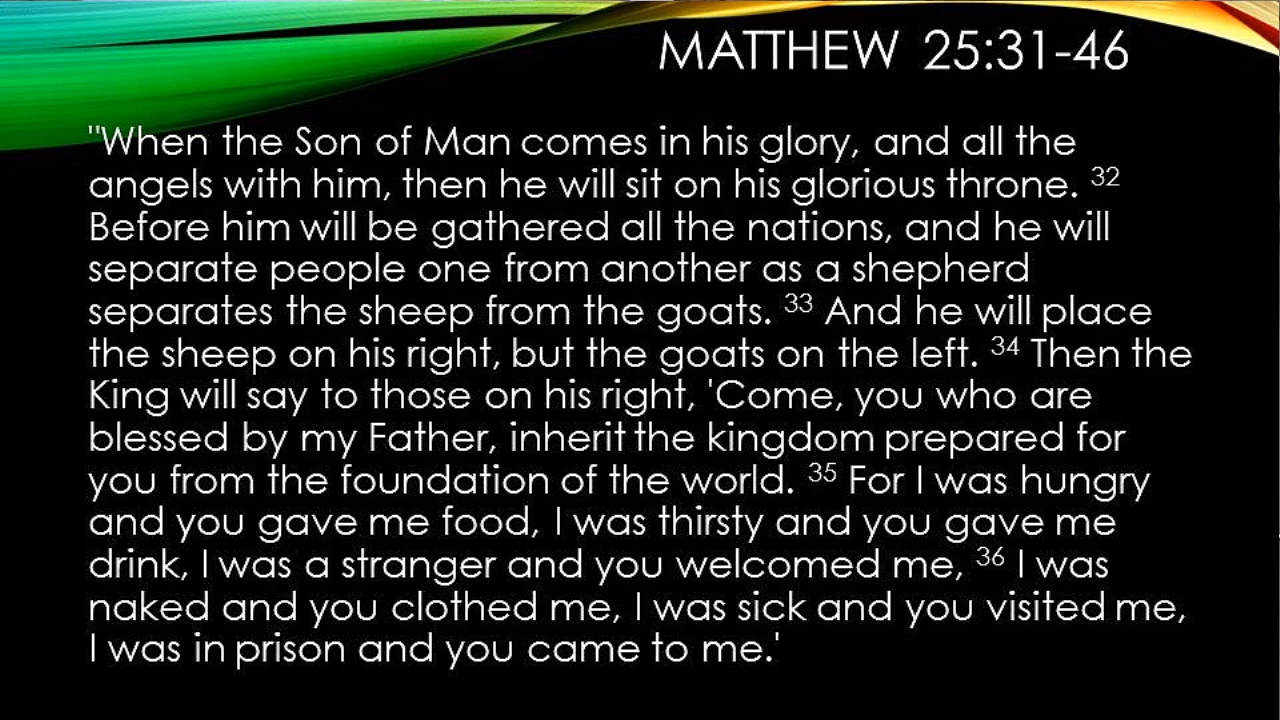 MATTHEW 25:31-46
"When the Son of Man comes in his glory, and all the
angels with him, then he will sit on his glorious throne. 32
Before him will be gathered all the nations, and he will
separate people one from another as a shepherd
separates the sheep from the goats. 33 And he will place
the sheep on his right, but the goats on the left. 34 Then the
King will say to those on his right, 'Come, you who are
blessed by my Father, inherit the kingdom prepared for
you from the foundation of the world. 35 For I was hungry
and you gave me food, I was thirsty and you gave me
drink, I was a stranger and you welcomed me, 36 I was
naked and you clothed me, I was sick and you visited me,
I was in prison and you came to me.'